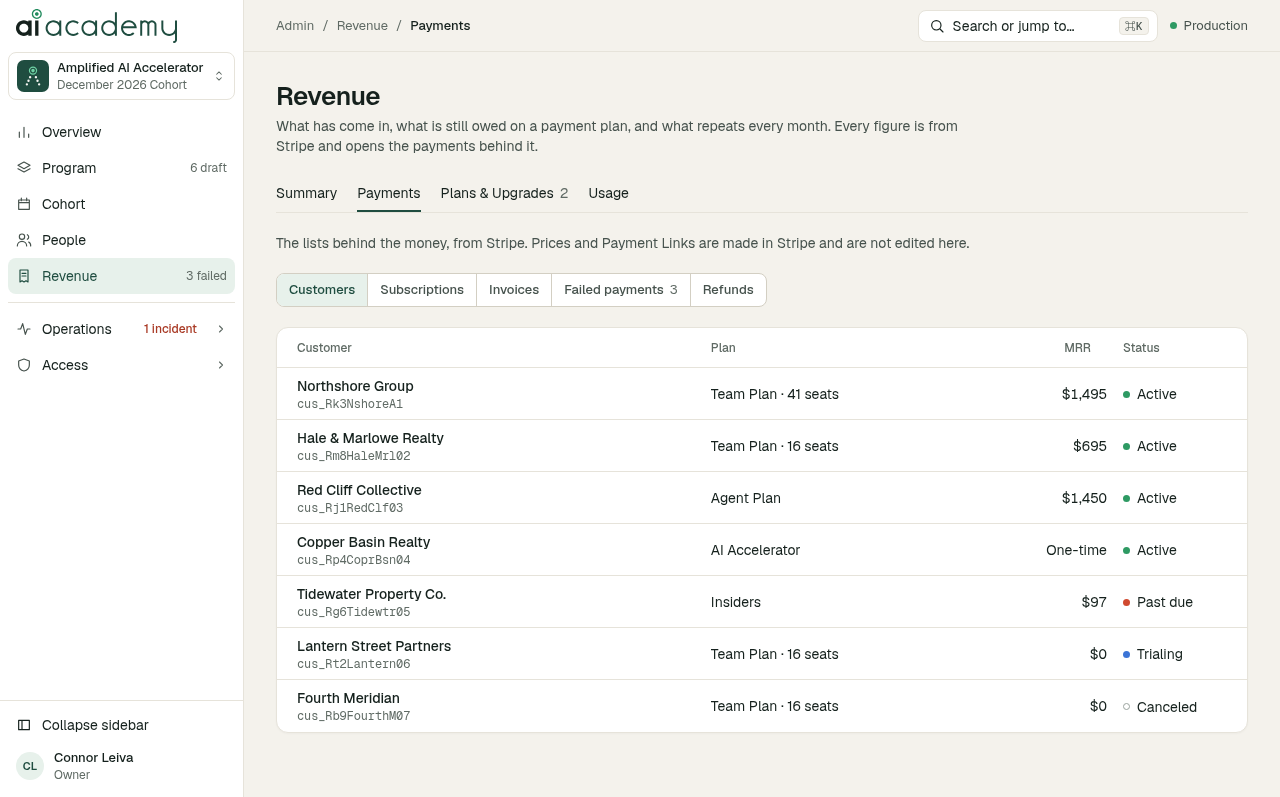 ai academy
Amplified AI Accelerator
December 2026 Cohort
Overview
Program 6 draft
Cohort
People
Revenue 3 failed
Operations 1 incident
Access
Collapse sidebar
CL
Connor Leiva
Owner
Admin / Revenue / Payments
Search or jump to… ⌘K
Production
Revenue
What has come in, what is still owed on a payment plan, and what repeats every month. Every figure is from
Stripe and opens the payments behind it.
Summary Payments Plans & Upgrades 2 Usage
The lists behind the money, from Stripe. Prices and Payment Links are made in Stripe and are not edited here.
Customers Subscriptions Invoices Failed payments 3 Refunds
Customer Plan MRR Status
Northshore Group
cus_Rk3NshoreA1
Team Plan · 41 seats $1,495 Active
Hale & Marlowe Realty
cus_Rm8HaleMrl02
Team Plan · 16 seats $695 Active
Red Cliff Collective
cus_Rj1RedClf03
Agent Plan $1,450 Active
Copper Basin Realty
cus_Rp4CoprBsn04
AI Accelerator One-time Active
Tidewater Property Co.
cus_Rg6Tidewtr05
Insiders $97 Past due
Lantern Street Partners
cus_Rt2Lantern06
Team Plan · 16 seats $0 Trialing
Fourth Meridian
cus_Rb9FourthM07
Team Plan · 16 seats $0 Canceled